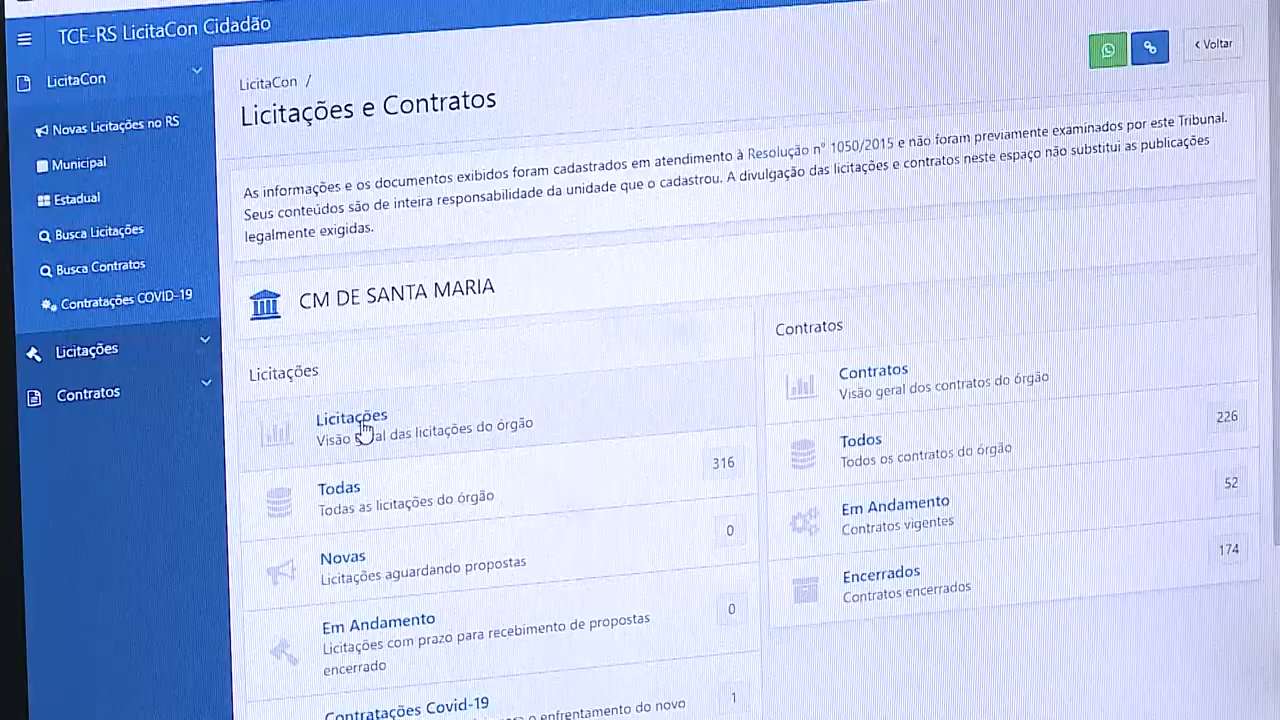 TCE-RS LicitaCon Cidadão
LicitaCon
Novas Licitações no RS
Municipal
Estadual
Busca Licitações
Busca Contratos
Contratações COVID-19
Licitações
Contratos
Voltar
LicitaCon /
Licitações e Contratos
As informações e os documentos exibidos foram cadastrados em atendimento à Resolução n° 1050/2015 e não foram previamente examinados por este Tribunal.
Seus conteúdos são de inteira responsabilidade da unidade que o cadastrou. A divulgação das licitações e contratos neste espaço não substitui as publicações
legalmente exigidas.
CM DE SANTA MARIA
Licitações
Licitações
Visão das licitações do órgão
Todas
Todas as licitações do órgão
316
Novas
Licitações aguardando propostas
0
Em Andamento
Licitações com prazo para recebimento de propostas
encerrado
0
Contratações Covid-19
o enfrentamento do novo
1
Contratos
Contratos
Visão geral dos contratos do órgão
Todos
Todos os contratos do órgão
226
Em Andamento
Contratos vigentes
52
Encerrados
Contratos encerrados
174